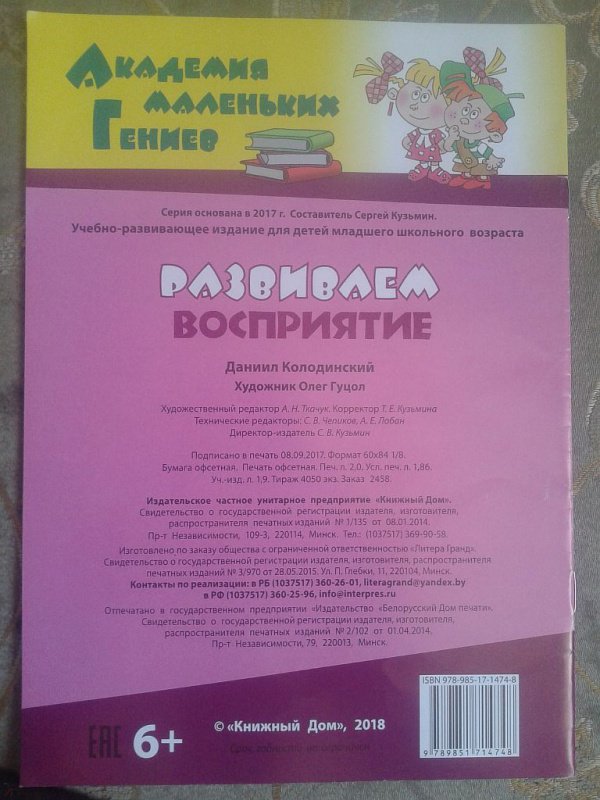 Академия
маленьких
Гениев
Серия основана в 2017 г. Составитель Сергей Кузьмин.
Учебно-развивающее издание для детей младшего школьного возраста
Развиваем
восприятие
Даниил Колодинский
Художник Олег Гуцол
Художественный редактор А. Н. Ткачук. Корректор Т. Е. Кузьмина
Технические редакторы: С. В. Чепиков, А. Е. Лобан
Директор-издатель С. В. Кузьмин
Подписано в печать 08.09.2017. Формат 60х84 1/8.
Бумага офсетная. Печать офсетная. Печ. л. 2,0. Усл. печ. л. 1,86.
Уч.-изд. л. 1,9. Тираж 4050 экз. Заказ 2458.
Издательское частное унитарное предприятие «Книжный Дом».
Свидетельство о государственной регистрации издателя, изготовителя,
распространителя печатных изданий № 1/135 от 08.01.2014.
Пр-т Независимости, 109-3, 220114, Минск. Тел.: (1037517) 369-90-58.
Изготовлено по заказу общества с ограниченной ответственностью «Литера Гранд».
Свидетельство о государственной регистрации издателя, изготовителя, распространителя
печатных изданий № 3/970 от 28.05.2015. Ул. П. Глебки, 11, 220104, Минск.
Контакты по реализации: в РБ (1037517) 360-26-01, literagrand@yandex.by
в РФ (1037517) 360-25-96, info@interpres.ru
Отпечатано в государственном предприятии «Издательство «Белорусский Дом печати».
Свидетельство о государственной регистрации издателя, изготовителя,
распространителя печатных изданий № 2/102 от 01.04.2014.
Пр-т Независимости, 79, 220013, Минск.
ISBN 978-985-17-1474-8
EAC 6+
© «Книжный Дом», 2018
Срок годности не ограничен
9 789851 714748